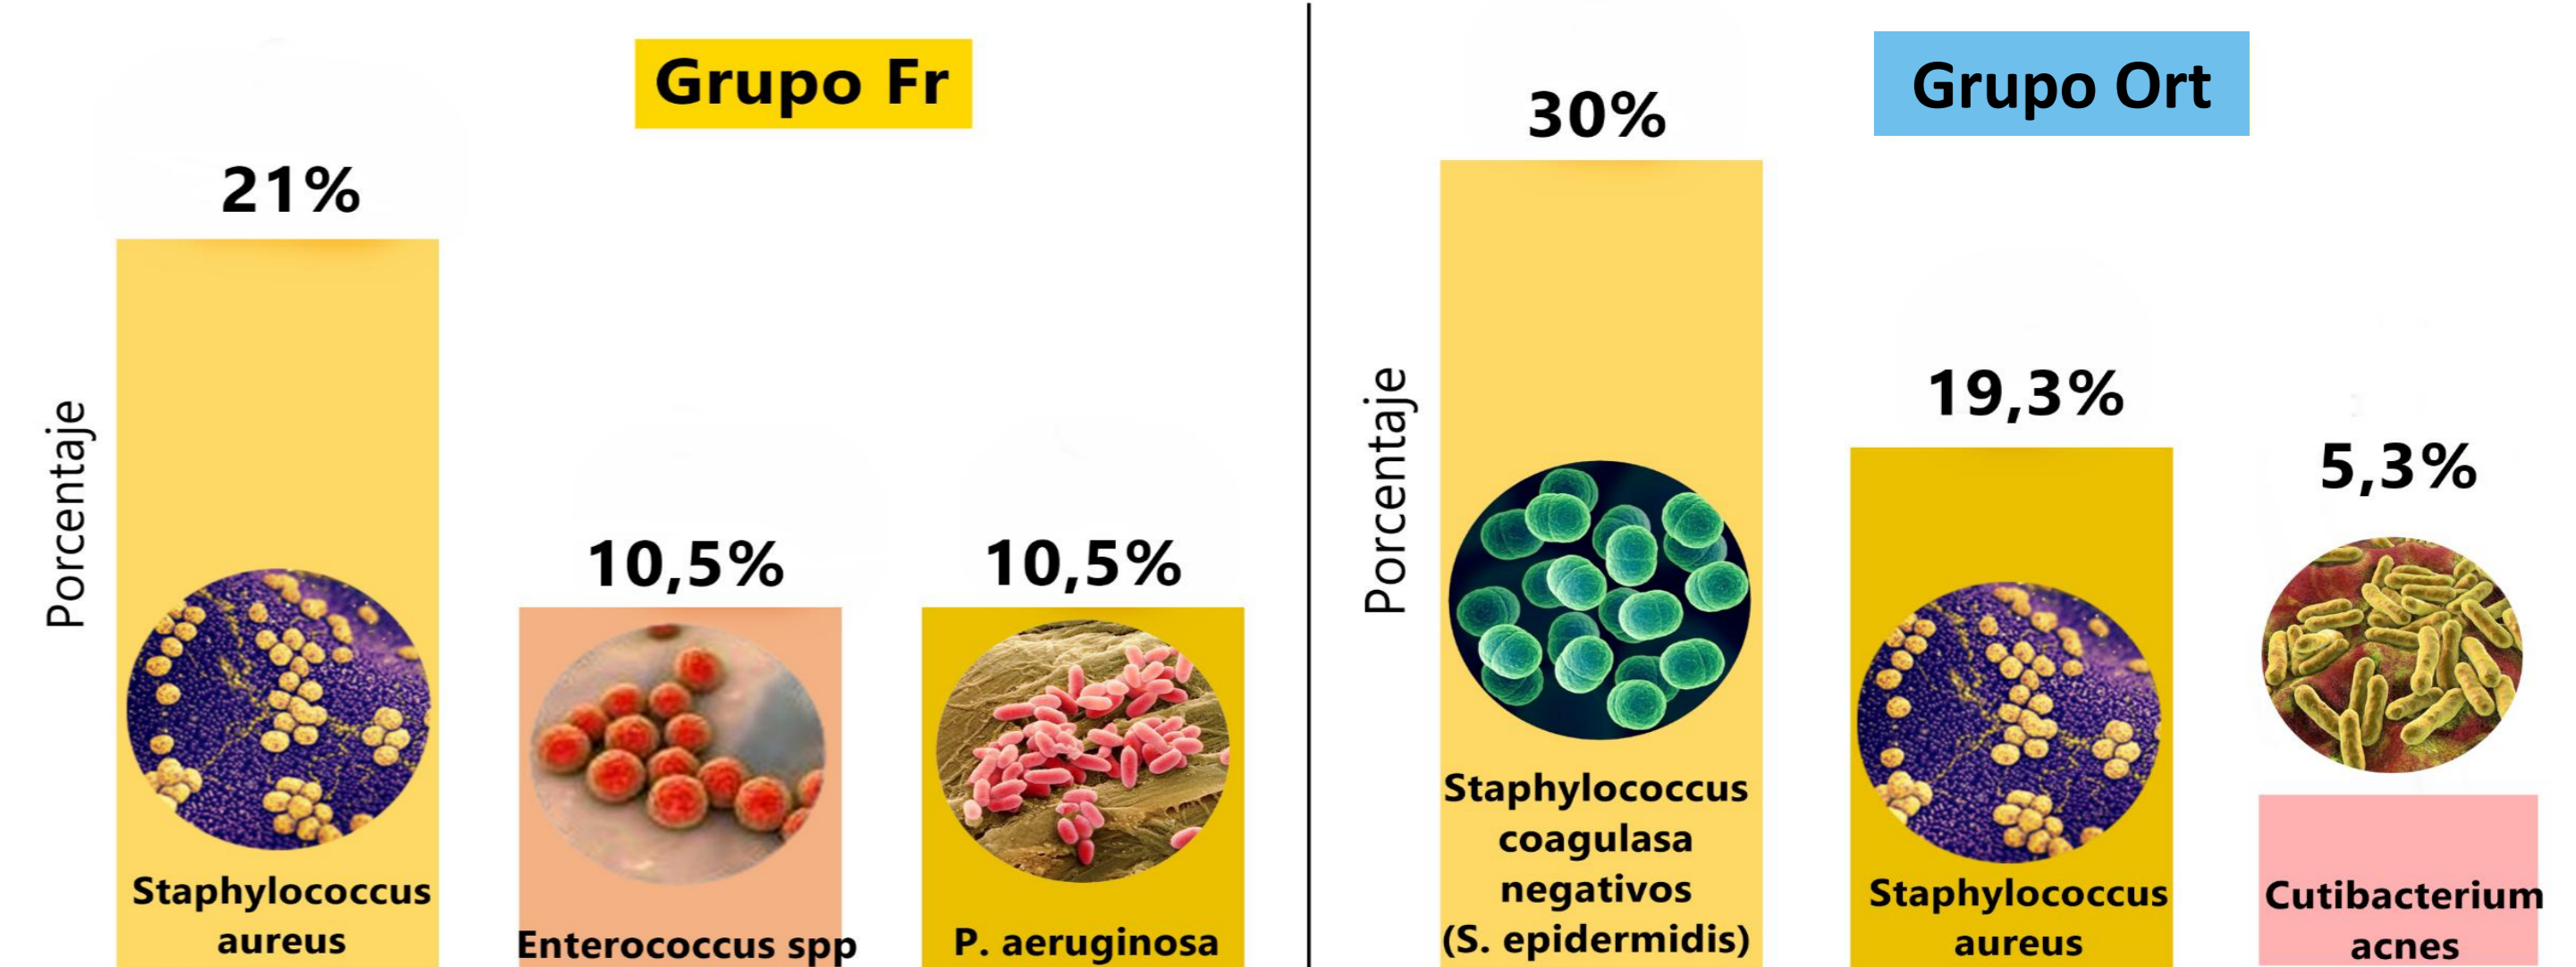 Grupo Fr
21%
10,5%
10,5%
Porcentaje
Staphylococcus
aureus
Enterococcus spp
P. aeruginosa
Grupo Ort
30%
19,3%
5,3%
Porcentaje
Staphylococcus
coagulasa
negativos
(S. epidermidis)
Staphylococcus
aureus
Cutibacterium
acnes